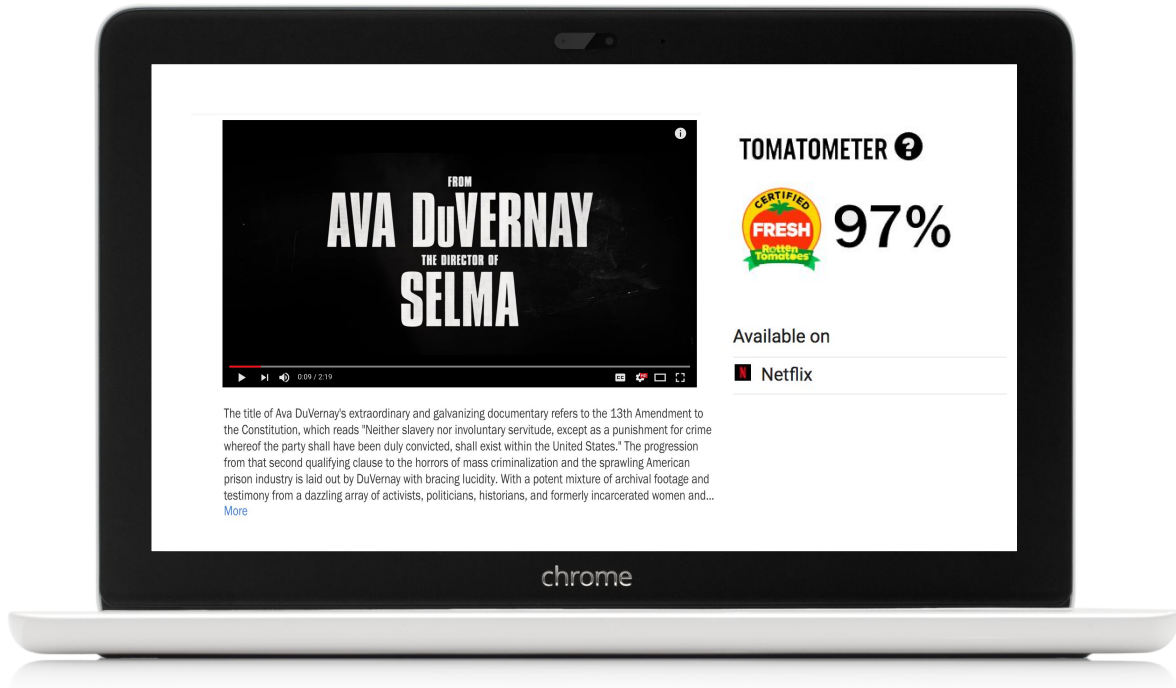 FROM
AVA DuVERNAY
THE DIRECTOR OF
SELMA
0:09 / 2:19
CC
HD
The title of Ava DuVernay's extraordinary and galvanizing documentary refers to the 13th Amendment to
the Constitution, which reads "Neither slavery nor involuntary servitude, except as a punishment for crime
whereof the party shall have been duly convicted, shall exist within the United States." The progression
from that second qualifying clause to the horrors of mass criminalization and the sprawling American
prison industry is laid out by DuVernay with bracing lucidity. With a potent mixture of archival footage and
testimony from a dazzling array of activists, politicians, historians, and formerly incarcerated women and...
More
TOMATOMETER ?
CERTIFIED
FRESH
Rotten
Tomatoes
97%
Available on
N Netflix
chrome